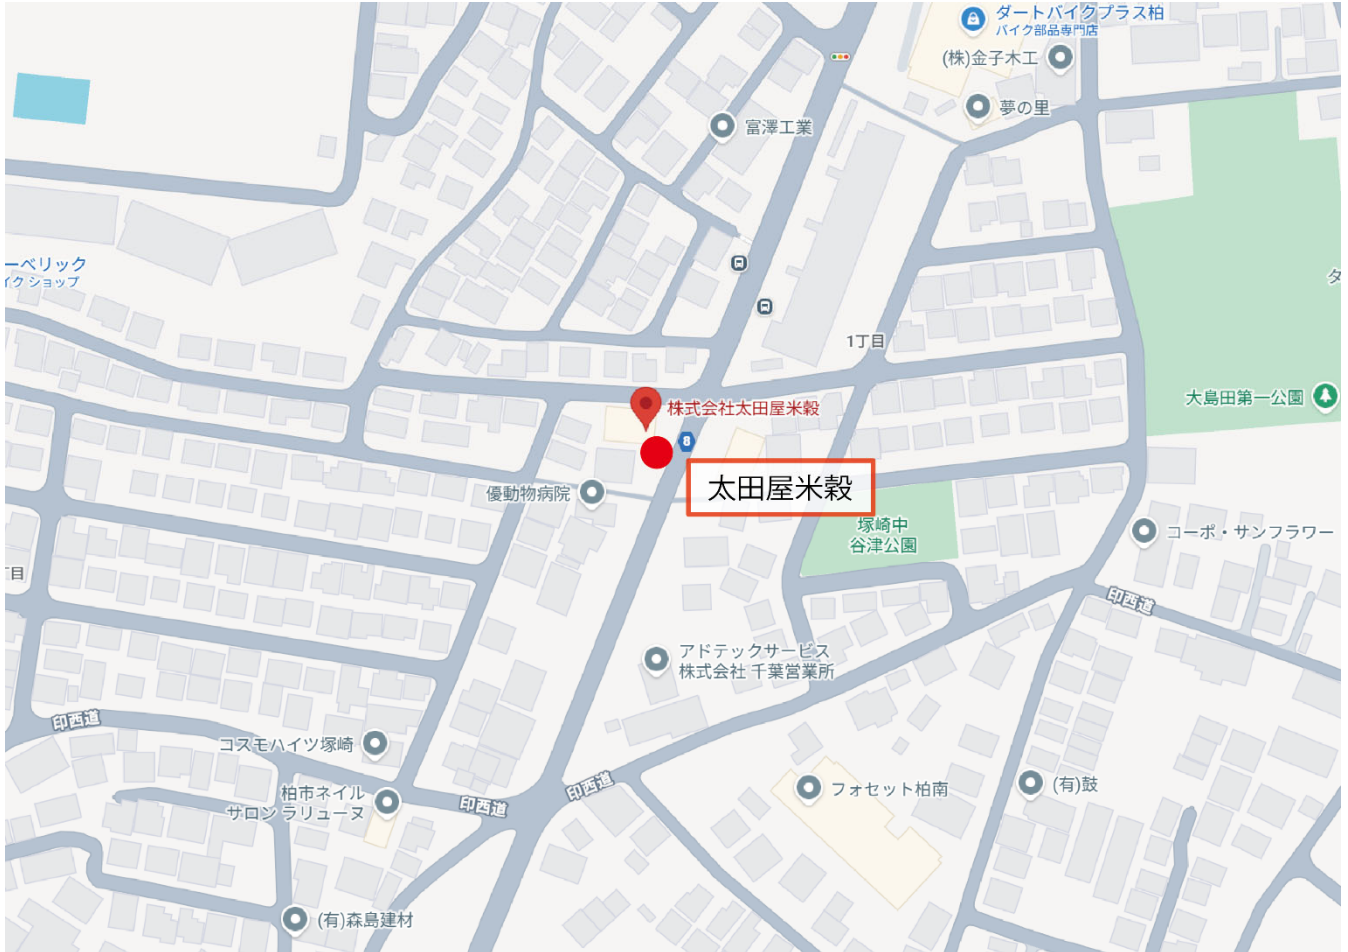 ダートバイクプラス柏
バイク部品専門店
(株)金子木工
夢の里
富澤工業
ーベリック
イク ショップ
タ
1丁目
株式会社太田屋米穀
大島田第一公園
8
太田屋米穀
優動物病院
塚崎中
谷津公園
コーポ・サンフラワー
丁目
印西道
アドテックサービス
株式会社 千葉営業所
印西道
コスモハイツ塚崎
柏市ネイル
サロン ラリューヌ
印西道
印西道
フォセット柏南
(有)鼓
(有)森島建材